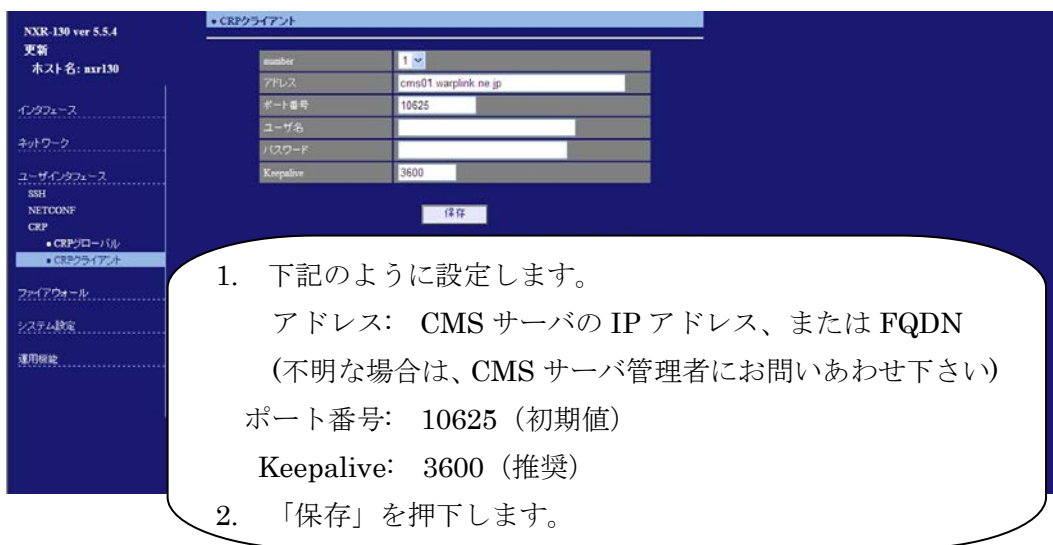 NXR-130 ver 5.5.4
更新
ホスト名: nxr130
インタフェース
ネットワーク
ユーザインタフェース
SSH
NETCONF
CRP
• CRPグローバル
• CRPクライアント
ファイアウォール
システム設定
運用機能
• CRPクライアント
number 1
アドレス cms01.warplink.ne.jp
ポート番号 10625
ユーザ名
パスワード
Keepalive 3600
保存
1. 下記のように設定します。
アドレス: CMS サーバの IP アドレス、または FQDN
(不明な場合は、CMS サーバ管理者にお問いあわせ下さい)
ポート番号: 10625（初期値）
Keepalive: 3600（推奨）
2. 「保存」を押下します。